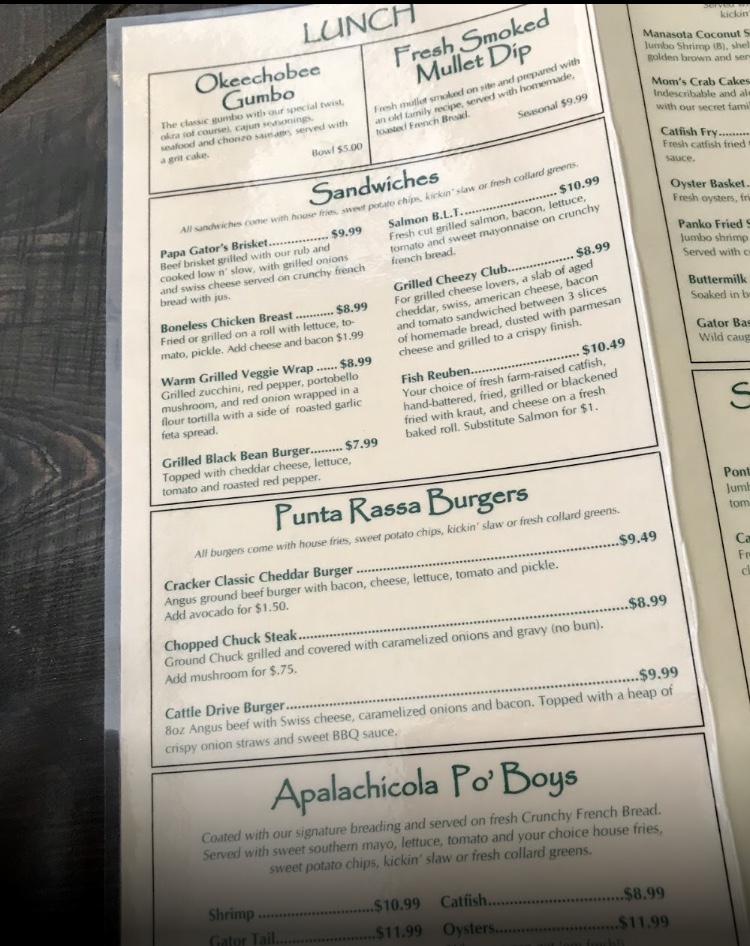 LUNCH
Okeechobee
Gumbo
The classic gumbo with our special twist,
okra (of course), cajun seasonings,
seafood and chorizo sausage, served with
a grit cake.
Bowl $5.00
Fresh Smoked
Mullet Dip
Fresh mullet smoked on site and prepared with
an old family recipe, served with homemade,
toasted French Bread.
Seasonal $9.99
Sandwiches
All sandwiches come with house fries, sweet potato chips, kickin' slaw or fresh collard greens.
Papa Gator's Brisket............... $9.99
Beef brisket grilled with our rub and
cooked low n' slow, with grilled onions
and swiss cheese served on crunchy french
bread with jus.
Boneless Chicken Breast .......... $8.99
Fried or grilled on a roll with lettuce, to-
mato, pickle. Add cheese and bacon $1.99
Warm Grilled Veggie Wrap ...... $8.99
Grilled zucchini, red pepper, portobello
mushroom, and red onion wrapped in a
flour tortilla with a side of roasted garlic
feta spread.
Grilled Black Bean Burger......... $7.99
Topped with cheddar cheese, lettuce,
tomato and roasted red pepper.
Salmon B.L.T......................... $10.99
Fresh cut grilled salmon, bacon, lettuce,
tomato and sweet mayonnaise on crunchy
french bread.
Grilled Cheezy Club................. $8.99
For grilled cheese lovers, a slab of aged
cheddar, swiss, american cheese, bacon
and tomato sandwiched between 3 slices
of homemade bread, dusted with parmesan
cheese and grilled to a crispy finish.
Fish Reuben............................ $10.49
Your choice of fresh farm-raised catfish,
hand-battered, fried, grilled or blackened
fried with kraut, and cheese on a fresh
baked roll. Substitute Salmon for $1.
Punta Rassa Burgers
All burgers come with house fries, sweet potato chips, kickin' slaw or fresh collard greens.
Cracker Classic Cheddar Burger ..........................................................$9.49
Angus ground beef burger with bacon, cheese, lettuce, tomato and pickle.
Add avocado for $1.50.
Chopped Chuck Steak..........................................................................$8.99
Ground Chuck grilled and covered with caramelized onions and gravy (no bun).
Add mushroom for $.75.
Cattle Drive Burger...............................................................................$9.99
8oz Angus beef with Swiss cheese, caramelized onions and bacon. Topped with a heap of
crispy onion straws and sweet BBQ sauce.
Apalachicola Po' Boys
Coated with our signature breading and served on fresh Crunchy French Bread.
Served with sweet southern mayo, lettuce, tomato and your choice house fries,
sweet potato chips, kickin' slaw or fresh collard greens.
Shrimp ..........................$10.99
Catfish.............................$8.99
Gator Tail......................$11.99
Oysters..........................$11.99
kickin'
Manasota Coconut S
Jumbo Shrimp (8), shel
golden brown and ser
Mom's Crab Cakes
Indescribable and al
with our secret fami
Catfish Fry.........
Fresh catfish fried
sauce.
Oyster Basket.
Fresh oysters, fri
Panko Fried S
Jumbo shrimp
Served with c
Buttermilk
Soaked in b
Gator Bas
Wild caug
S
Pont
Jumb
tom
Ca
Fr
cl